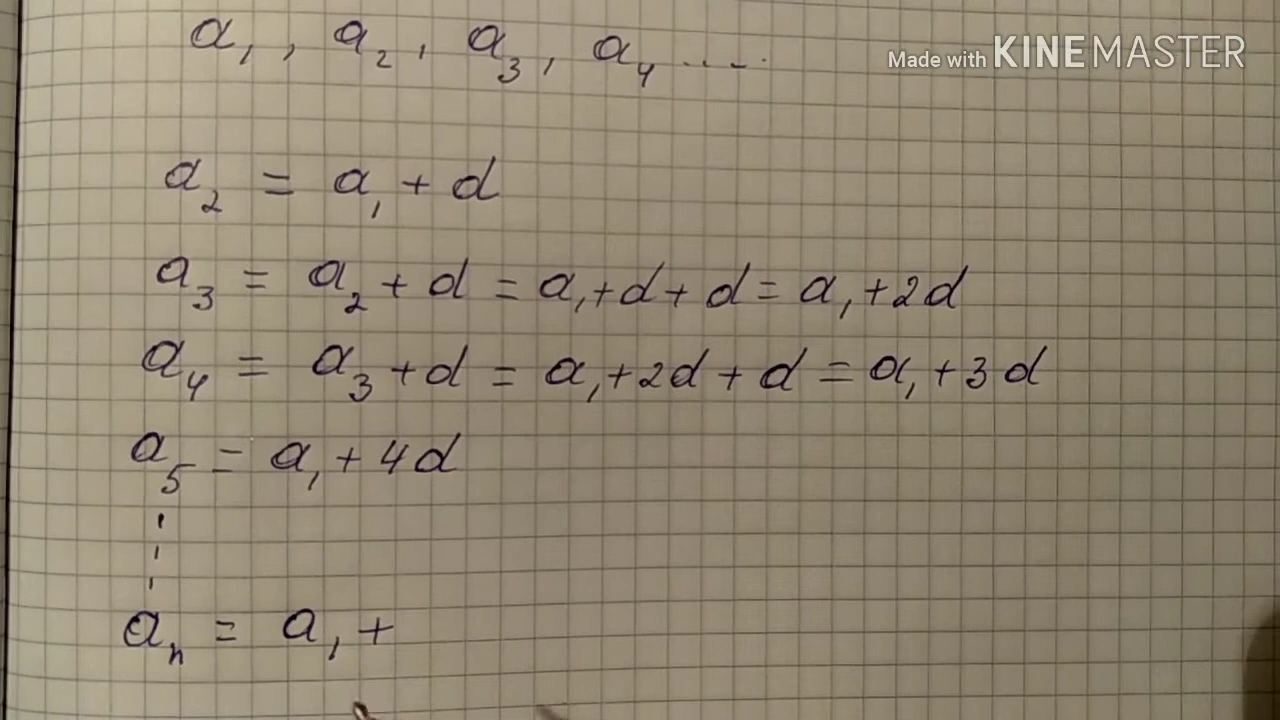 a₁, a₂, a₃, a₄ ....
Made with KINEMASTER
a₂ = a₁ + d
a₃ = a₂ + d = a₁ + d + d = a₁ + 2d
a₄ = a₃ + d = a₁ + 2d + d = a₁ + 3d
a₅ = a₁ + 4d
aₙ = a₁ +